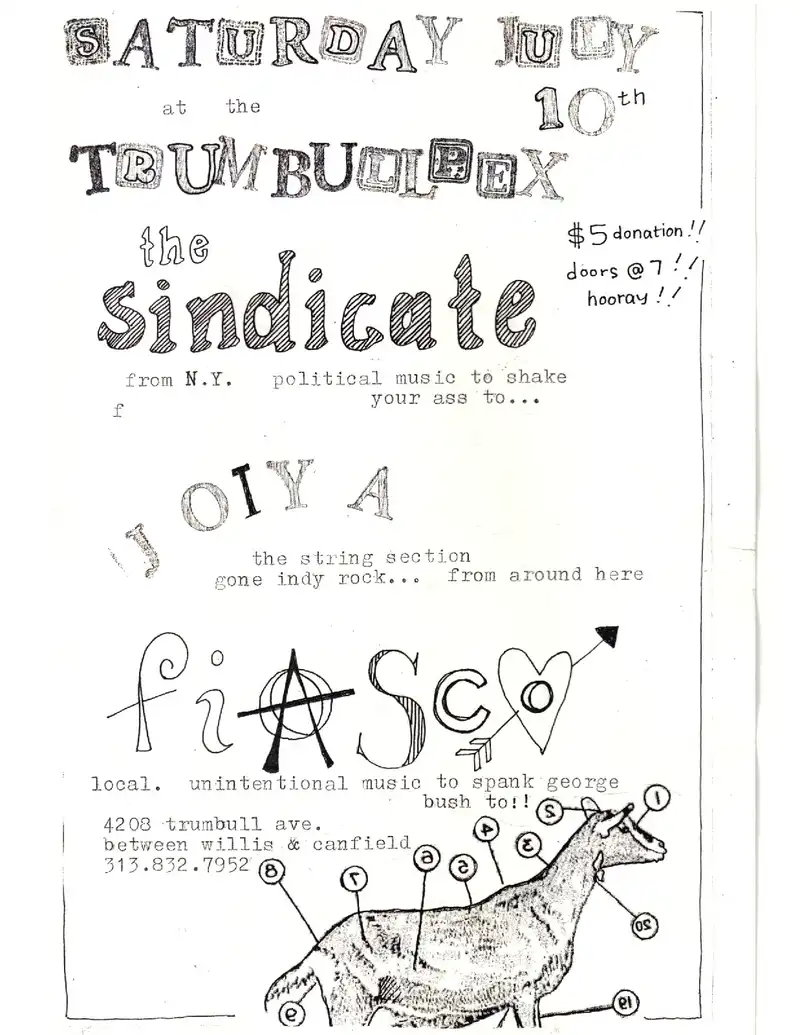 SATURDAY JULY
10th
at the
TRUMBULLPLEX
$5 donation!!
doors @ 7!!
hooray!!
the
sindicate
from N.Y. political music to shake
f your ass to...
JOIYA
the string section
gone indy rock... from around here
fiASCO
local. unintentional music to spank george
bush to!!
4208 trumbull ave.
between willis & canfield
313.832.7952
1
2
3
4
5
6
7
8
9
20
19